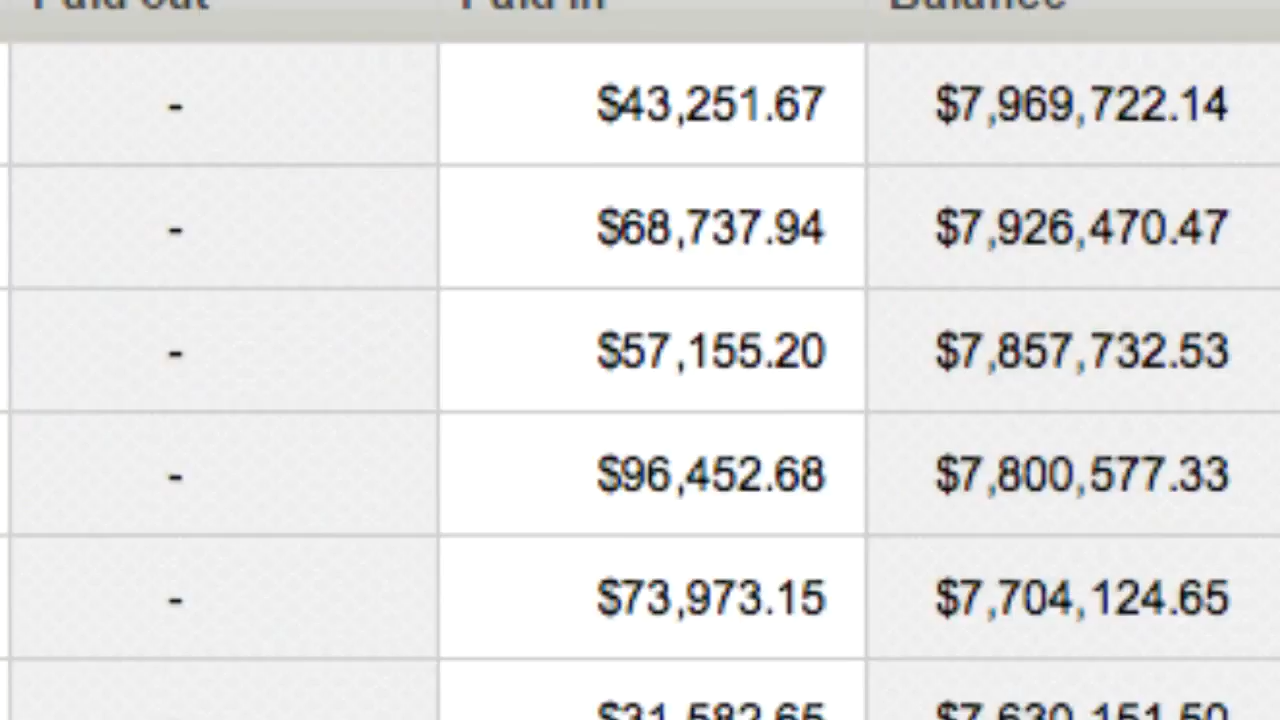 Paid out Paid in Balance
- $43,251.67 $7,969,722.14
- $68,737.94 $7,926,470.47
- $57,155.20 $7,857,732.53
- $96,452.68 $7,800,577.33
- $73,973.15 $7,704,124.65
$31,582.65 $7,630,151.50